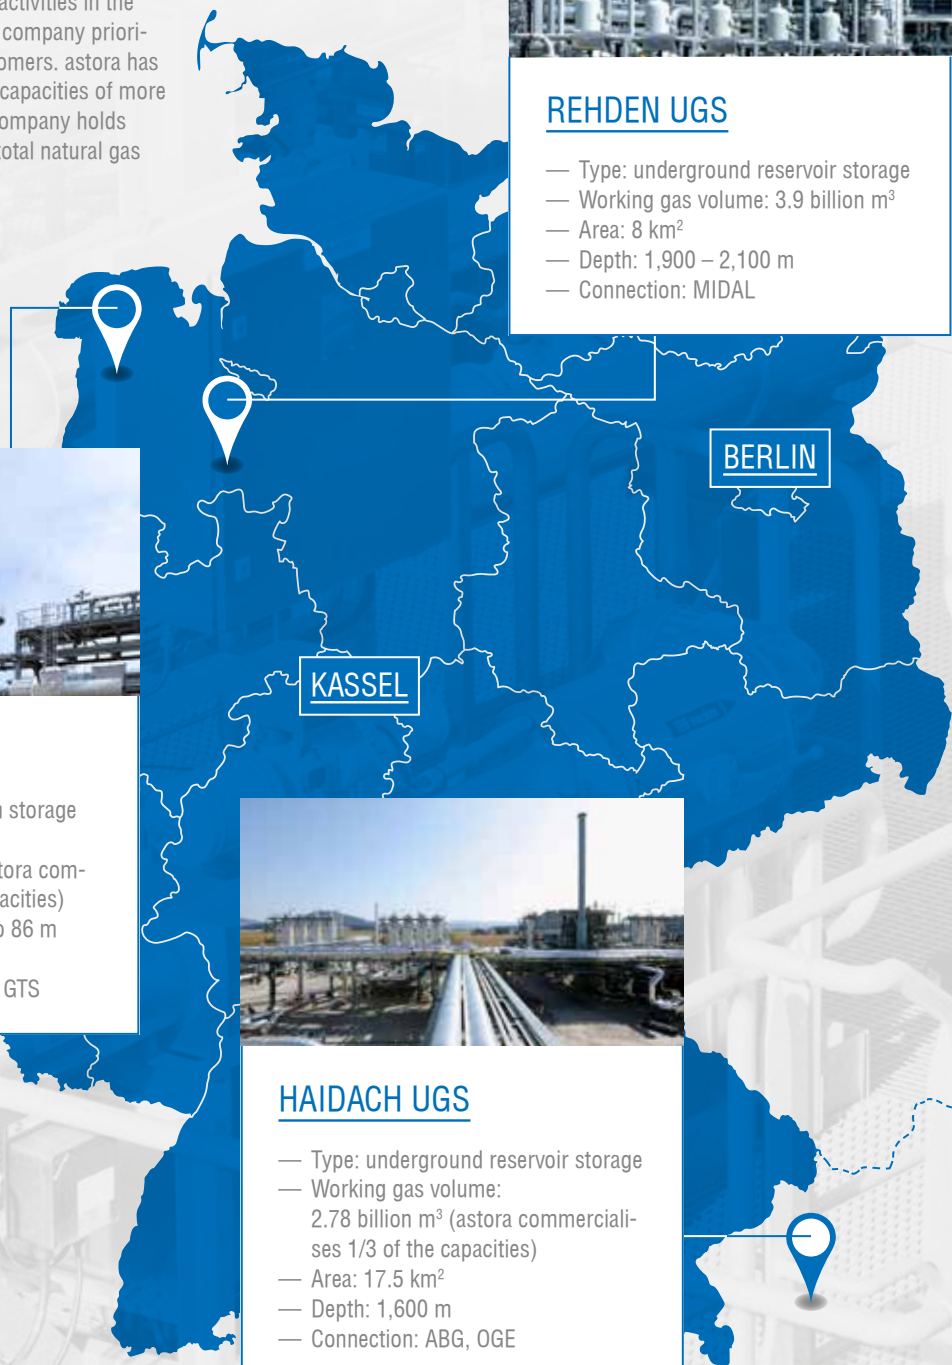 activities in the
company priori-
omers. astora has
capacities of more
ompany holds
total natural gas
REHDEN UGS
— Type: underground reservoir storage
— Working gas volume: 3.9 billion m³
— Area: 8 km²
— Depth: 1,900 – 2,100 m
— Connection: MIDAL
BERLIN
KASSEL
storage
tora com-
acities)
86 m
GTS
HAIDACH UGS
— Type: underground reservoir storage
— Working gas volume:
2.78 billion m³ (astora commerciali-
ses 1/3 of the capacities)
— Area: 17.5 km²
— Depth: 1,600 m
— Connection: ABG, OGE